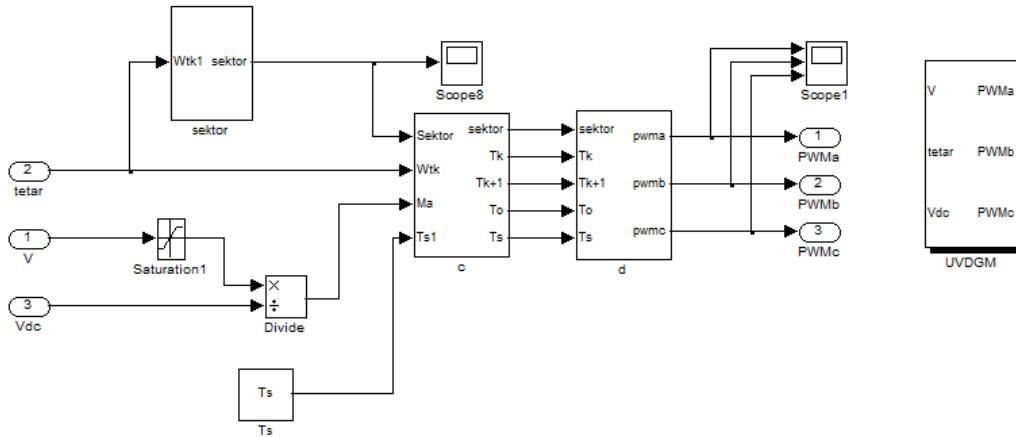 Wtk1 sektor
sektor
Scope8
Scope1
2
tetar
1
V
3
Vdc
Saturation1
×
÷
Divide
Ts
Ts
Sektor
Wtk
Ma
Ts1
sektor
Tk
Tk+1
To
Ts
c
sektor
Tk
Tk+1
To
Ts
pwma
pwmb
pwmc
d
1
PWMa
2
PWMb
3
PWMc
V PWMa
tetar PWMb
Vdc PWMc
UVDGM